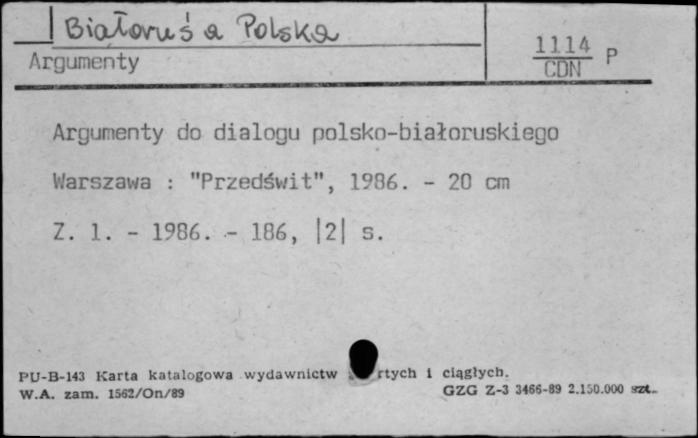 Białoruś a Polska
Argumenty
1114 P
CDN
Argumenty do dialogu polsko-białoruskiego
Warszawa : "Przedświt", 1986. - 20 cm
Z. 1. - 1986. - 186, |2| s.
PU-B-143 Karta katalogowa wydawnictw rtych i ciągłych.
W.A. zam. 1562/On/89
GZG Z-3 3466-89 2.150.000 szt.